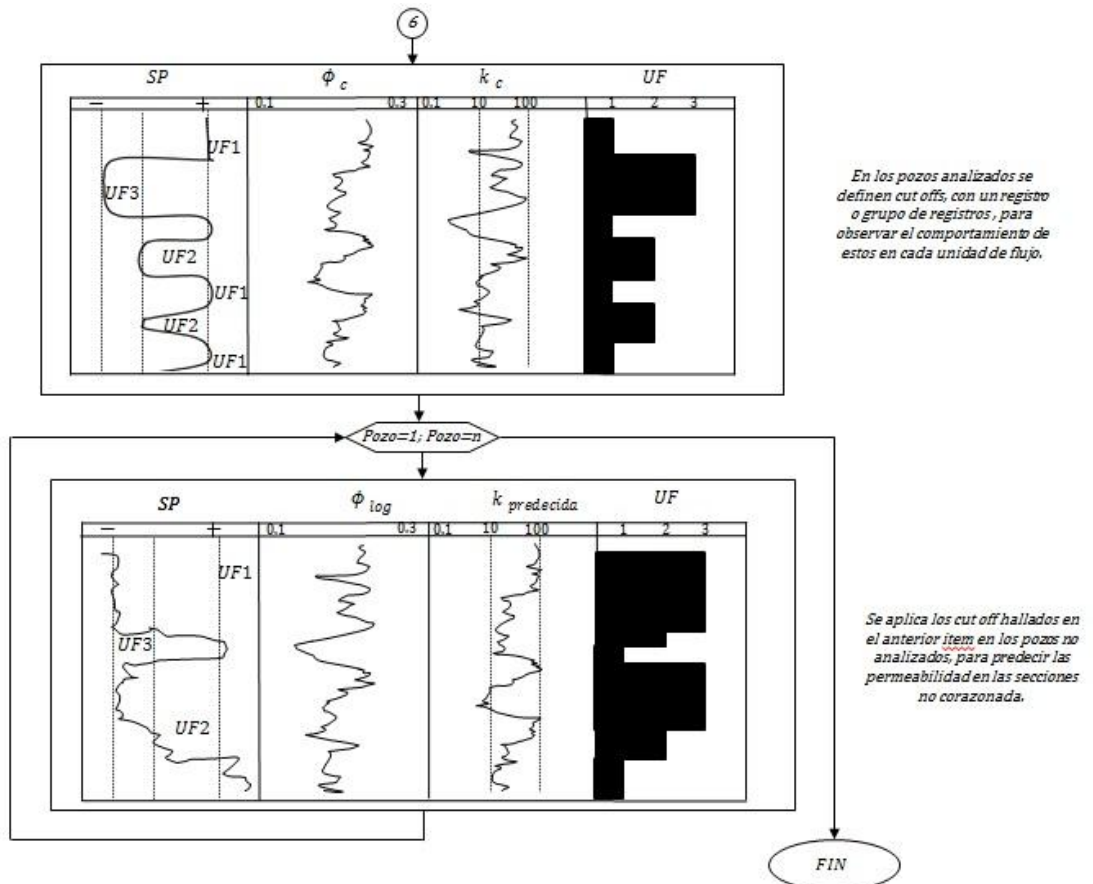 6
SP ϕ c k c UF
− + 0.1 0.3 0.1 10 100 1 2 3
UF1
UF3
UF2
UF1
UF2
UF1
En los pozos analizados se
definen cut offs, con un registro
o grupo de registros , para
observar el comportamiento de
estos en cada unidad de flujo.
Pozo=1; Pozo=n
SP ϕ log k predecida UF
− + 0.1 0.3 0.1 10 100 1 2 3
UF1
UF3
UF2
Se aplica los cut off hallados en
el anterior item en los pozos no
analizados, para predecir las
permeabilidad en las secciones
no corazonada.
FIN